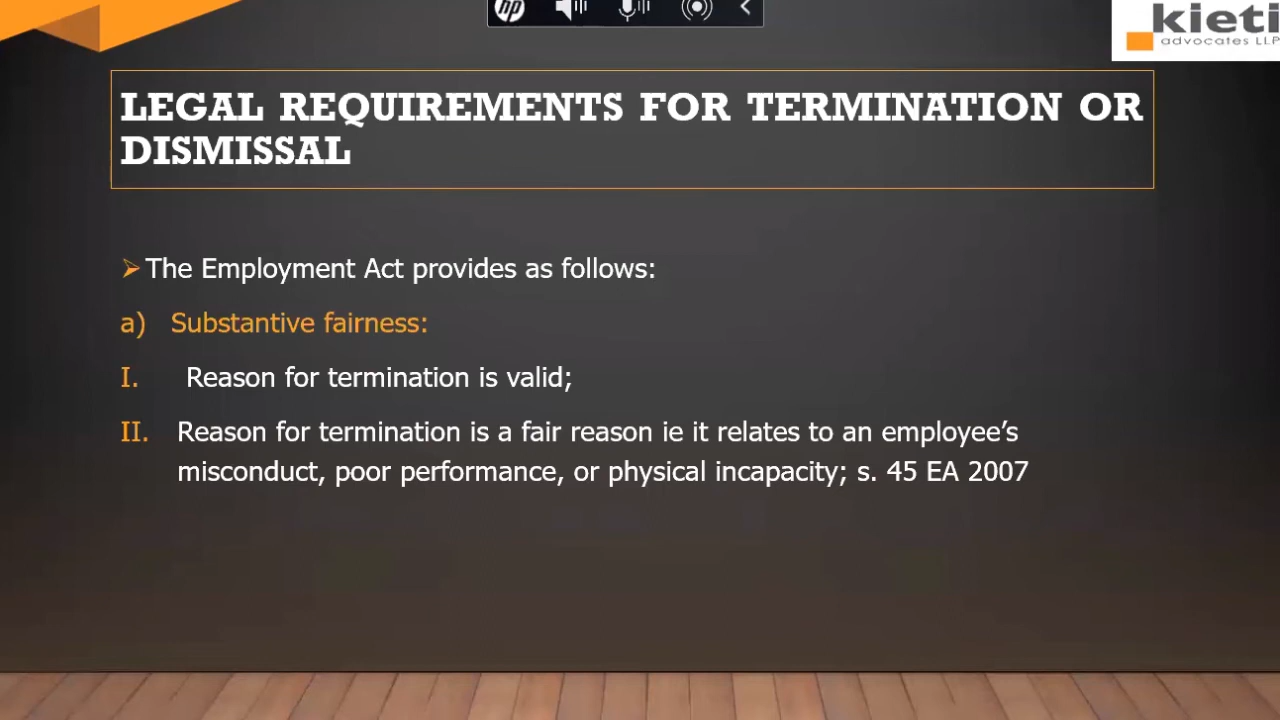 hp
kieti
advocates LLP
LEGAL REQUIREMENTS FOR TERMINATION OR
DISMISSAL
The Employment Act provides as follows:
a) Substantive fairness:
I. Reason for termination is valid;
II. Reason for termination is a fair reason ie it relates to an employee’s
misconduct, poor performance, or physical incapacity; s. 45 EA 2007